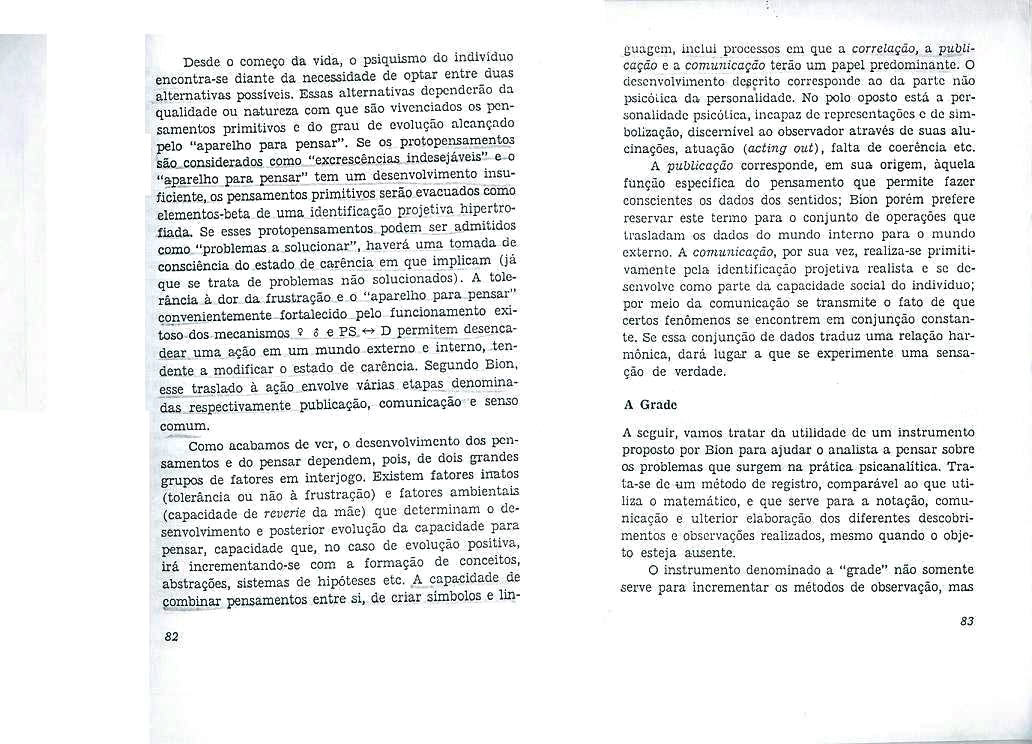 Desde o começo da vida, o psiquismo do indivíduo
encontra-se diante da necessidade de optar entre duas
alternativas possíveis. Essas alternativas dependerão da
qualidade ou natureza com que são vivenciados os pen-
samentos primitivos e do grau de evolução alcançado
pelo "aparelho para pensar". Se os protopensamentos
são considerados como "excrescências indesejáveis" e o
"aparelho para pensar" tem um desenvolvimento insu-
ficiente, os pensamentos primitivos serão evacuados como
elementos-beta de uma identificação projetiva hipertro-
fiada. Se esses protopensamentos podem ser admitidos
como "problemas a solucionar", haverá uma tomada de
consciência do estado de carência em que implicam (já
que se trata de problemas não solucionados). A tole-
rância à dor da frustração e o "aparelho para pensar"
convenientemente fortalecido pelo funcionamento exi-
toso dos mecanismos ♀ ♂ e PS ↔ D permitem desenca-
dear uma ação em um mundo externo e interno, ten-
dente a modificar o estado de carência. Segundo Bion,
esse traslado à ação envolve várias etapas denomina-
das respectivamente publicação, comunicação e senso
comum.
Como acabamos de ver, o desenvolvimento dos pen-
samentos e do pensar dependem, pois, de dois grandes
grupos de fatores em interjogo. Existem fatores inatos
(tolerância ou não à frustração) e fatores ambientais
(capacidade de reverie da mãe) que determinam o de-
senvolvimento e posterior evolução da capacidade para
pensar, capacidade que, no caso de evolução positiva,
irá incrementando-se com a formação de conceitos,
abstrações, sistemas de hipóteses etc. A capacidade de
combinar pensamentos entre si, de criar símbolos e lin-
82
guagem, inclui processos em que a correlação, a publi-
cação e a comunicação terão um papel predominante. O
desenvolvimento descrito corresponde ao da parte não
psicótica da personalidade. No polo oposto está a per-
sonalidade psicótica, incapaz de representações e de sim-
bolização, discernível ao observador através de suas alu-
cinações, atuação (acting out), falta de coerência etc.
A publicação corresponde, em sua origem, àquela
função específica do pensamento que permite fazer
conscientes os dados dos sentidos; Bion porém prefere
reservar este termo para o conjunto de operações que
trasladam os dados do mundo interno para o mundo
externo. A comunicação, por sua vez, realiza-se primiti-
vamente pela identificação projetiva realista e se de-
senvolve como parte da capacidade social do indivíduo;
por meio da comunicação se transmite o fato de que
certos fenômenos se encontrem em conjunção constan-
te. Se essa conjunção de dados traduz uma relação har-
mônica, dará lugar a que se experimente uma sensa-
ção de verdade.
A Grade
A seguir, vamos tratar da utilidade de um instrumento
proposto por Bion para ajudar o analista a pensar sobre
os problemas que surgem na prática psicanalítica. Tra-
ta-se de um método de registro, comparável ao que uti-
liza o matemático, e que serve para a notação, comu-
nicação e ulterior elaboração dos diferentes descobri-
mentos e observações realizados, mesmo quando o obje-
to esteja ausente.
O instrumento denominado a "grade" não somente
serve para incrementar os métodos de observação, mas
83